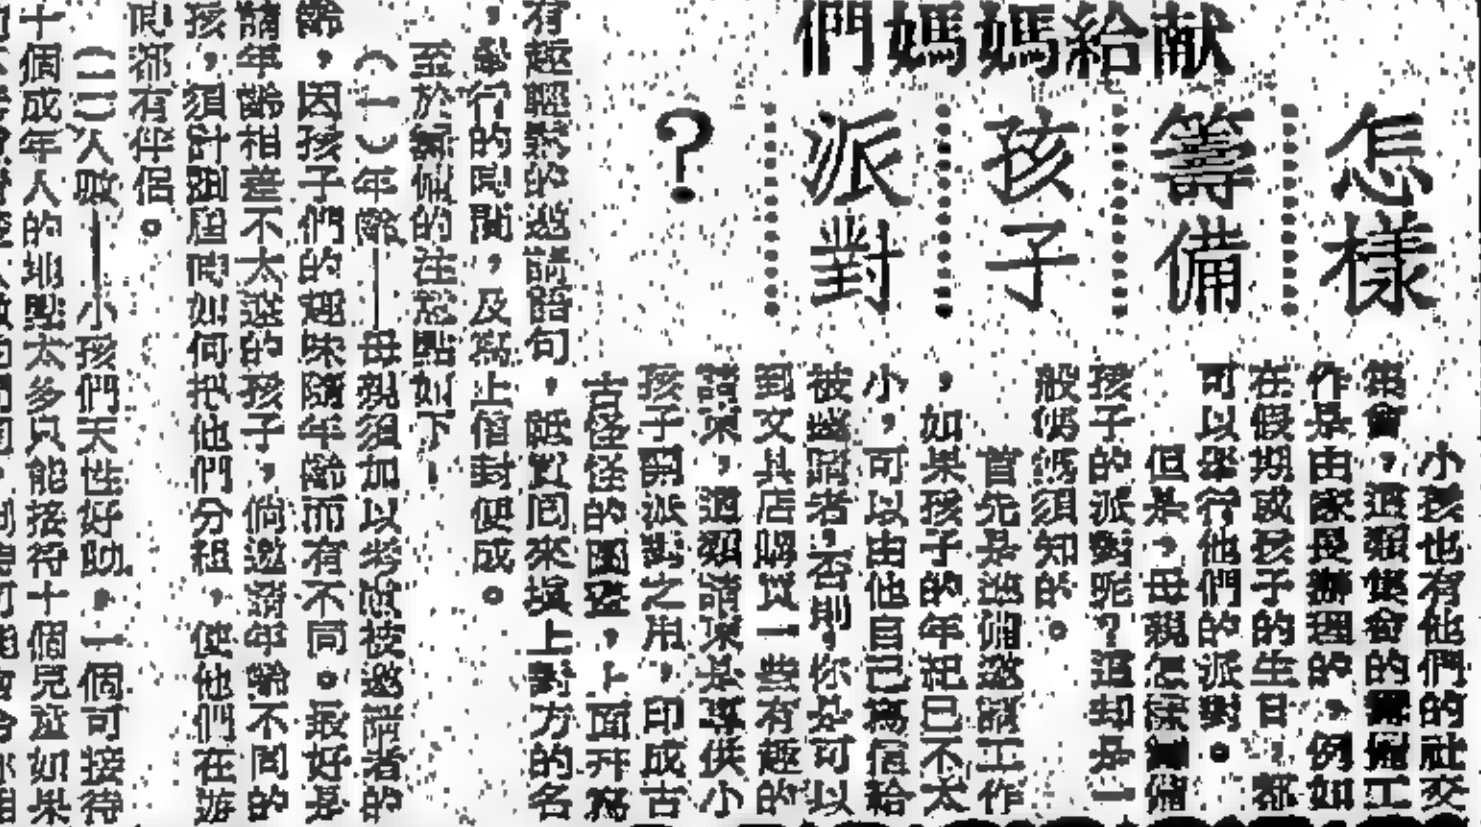 献給媽媽們
怎樣
籌備
孩子
派對
?
小孩也有他們的社交
集會,這類集會的籌備工
作是由家長辦理的,例如
在假期或孩子的生日,都
可以舉行他們的派對。
但是,母親怎樣籌備
孩子的派對呢?這却是一
般媽媽須知的。
首先是準備邀請工作
,如果孩子的年紀已不太
小,可以由他自己寫信給
被邀請者,否則,你是可以
到文具店購買一些有趣的
請柬,這類請柬是專供小
孩子開派對之用,印成古
古怪怪的圖畫,上面并寫
有趣輕鬆的邀請語句,祗買回來填上對方的名
,舉行的時間,及寫上信封便成。
至於籌備的注意點如下:
(一)年齡——母親須加以考慮被邀請者的
齡,因孩子們的趣味隨年齡而有不同。最好是
請年齡相差不太遠的孩子,倘邀請年齡不同的
孩,須計劃屆時如何把他們分組,使他們在遊
時都有伴侶。
(二)人數——小孩們天性好動,一個可接待
十個成年人的地點太多只能接待十個兒童如果